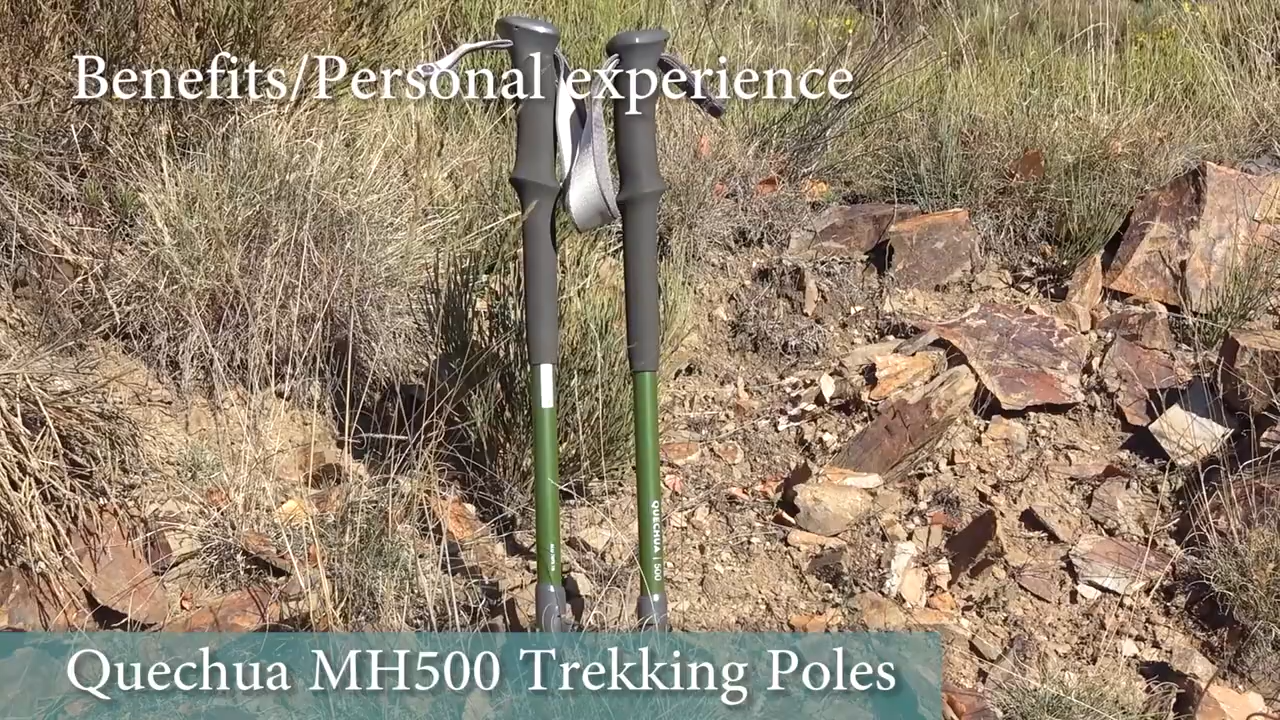 Benefits/Personal experience
QUECHUA | 500
Quechua MH500 Trekking Poles